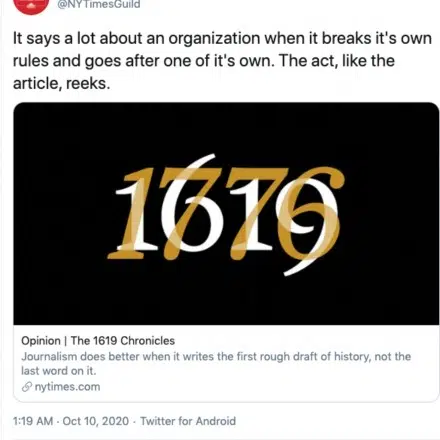 @NYTimesGuild
It says a lot about an organization when it breaks it's own
rules and goes after one of it's own. The act, like the
article, reeks.
1619
1776
Opinion | The 1619 Chronicles
Journalism does better when it writes the first rough draft of history, not the
last word on it.
nytimes.com
1:19 AM · Oct 10, 2020 · Twitter for Android